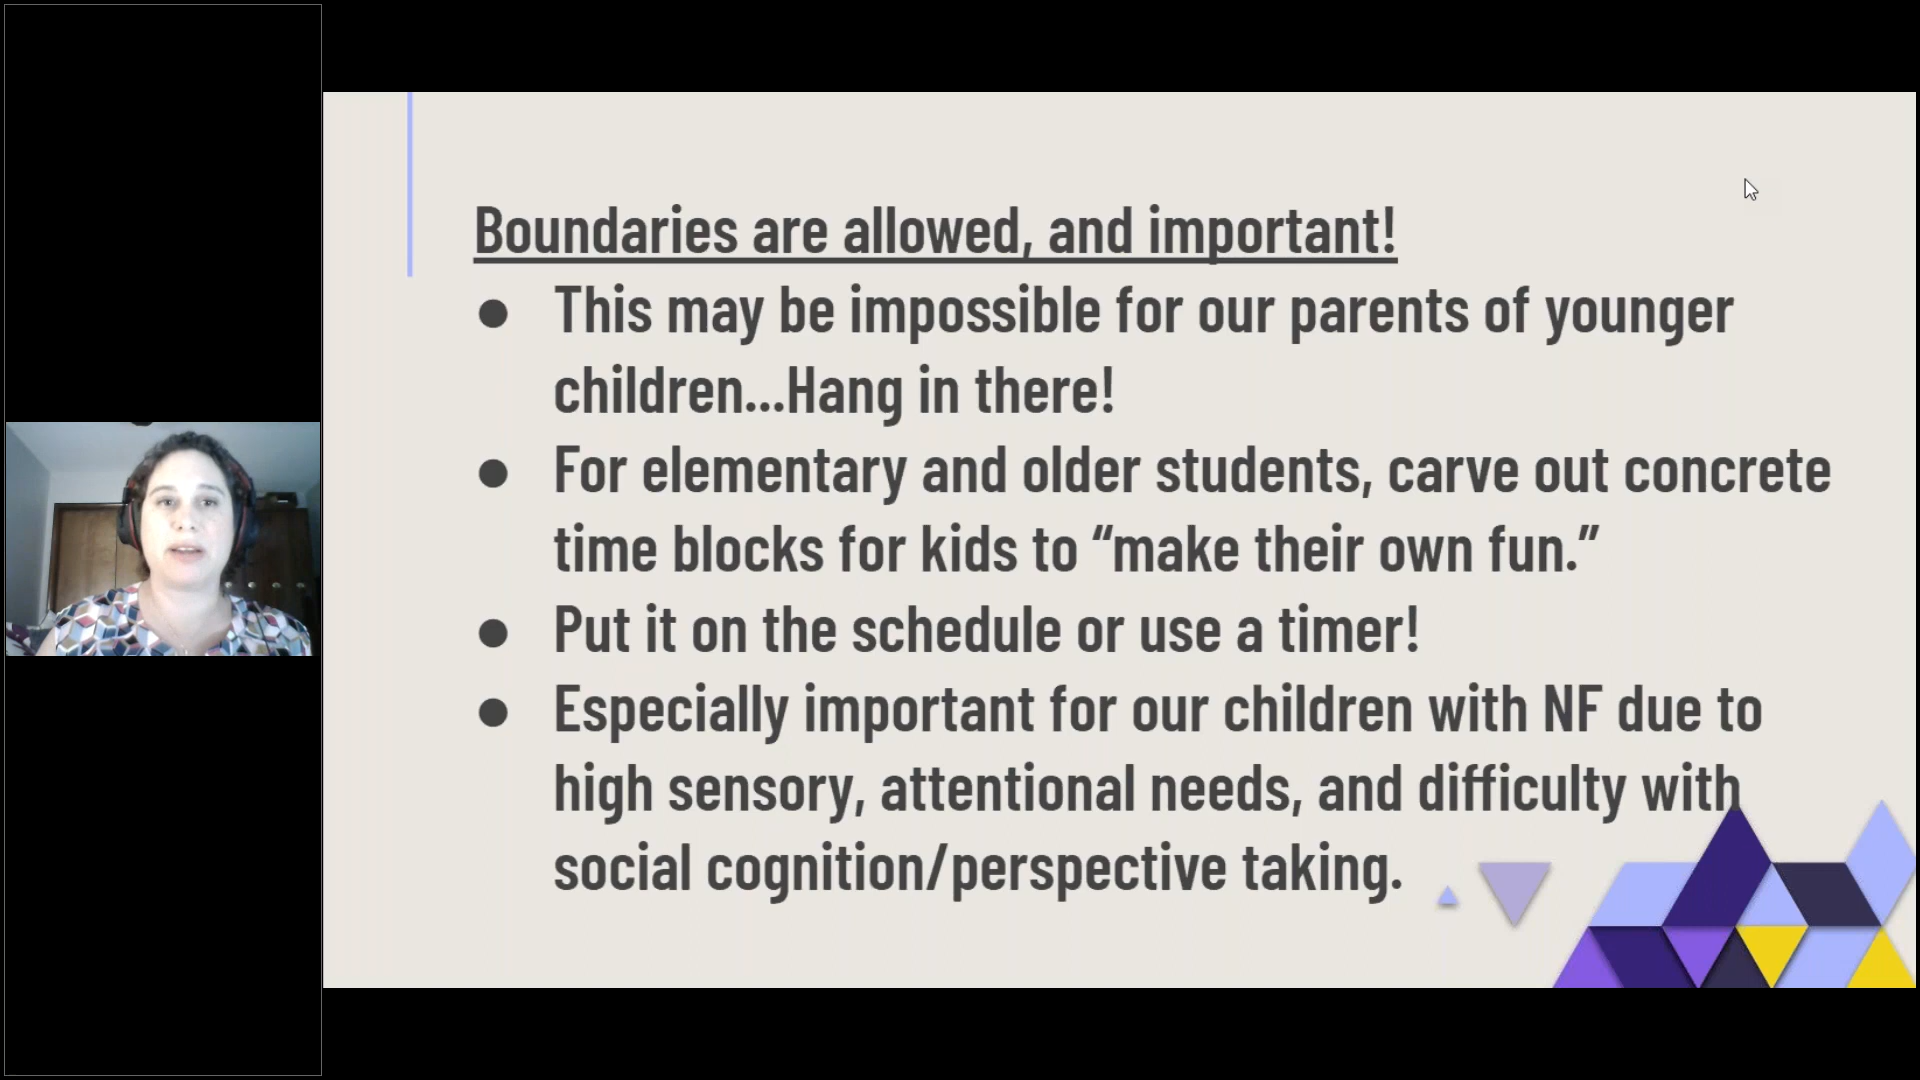 Boundaries are allowed, and important!
● This may be impossible for our parents of younger
children...Hang in there!
● For elementary and older students, carve out concrete
time blocks for kids to “make their own fun.”
● Put it on the schedule or use a timer!
● Especially important for our children with NF due to
high sensory, attentional needs, and difficulty with
social cognition/perspective taking.